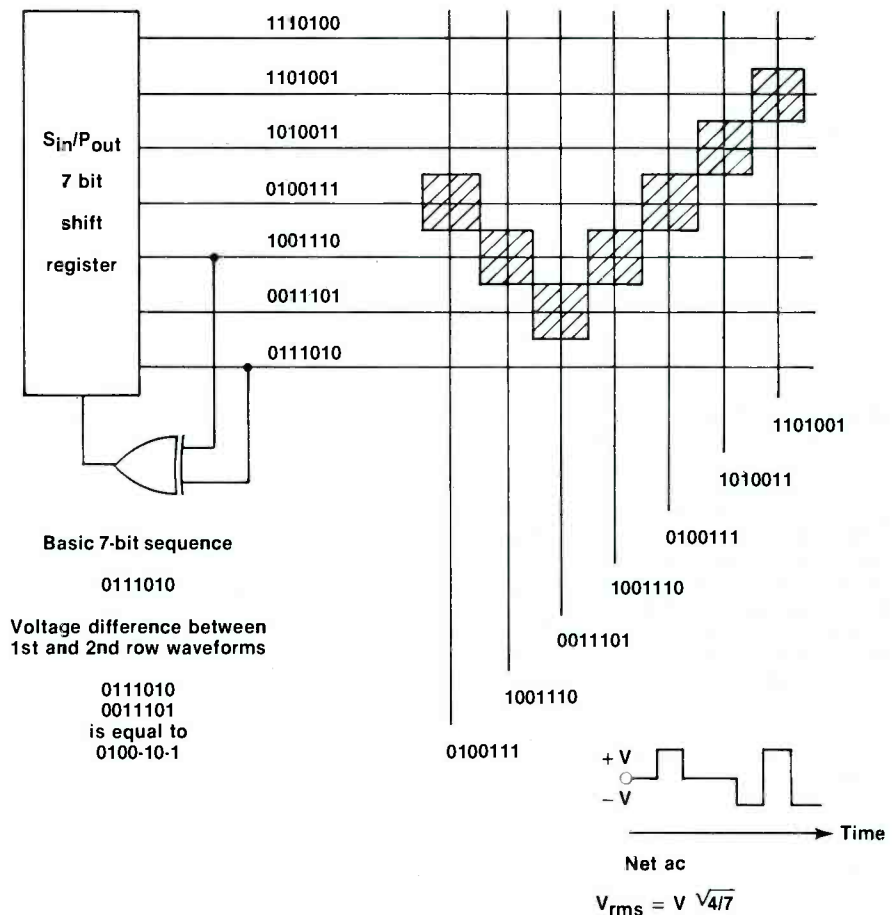 1110100
1101001
1010011
0100111
1001110
0011101
0111010
Sin/Pout
7 bit
shift
register
1101001
1010011
0100111
1001110
0011101
1001110
0100111
Basic 7-bit sequence
0111010
Voltage difference between
1st and 2nd row waveforms
0111010
0011101
is equal to
0100-10-1
+ V
− V
Time
Net ac
Vrms = V √4/7